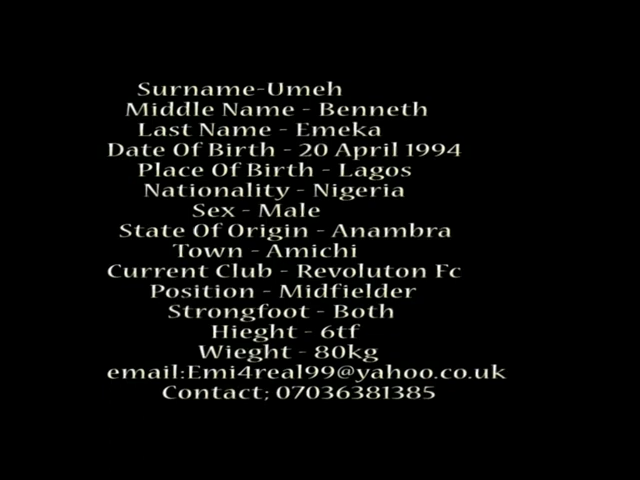 Surname-Umeh
Middle Name - Benneth
Last Name - Emeka
Date Of Birth - 20 April 1994
Place Of Birth - Lagos
Nationality - Nigeria
Sex - Male
State Of Origin - Anambra
Town - Amichi
Current Club - Revoluton Fc
Position - Midfielder
Strongfoot - Both
Hieght - 6tf
Wieght - 80kg
email:Emi4real99@yahoo.co.uk
Contact; 07036381385